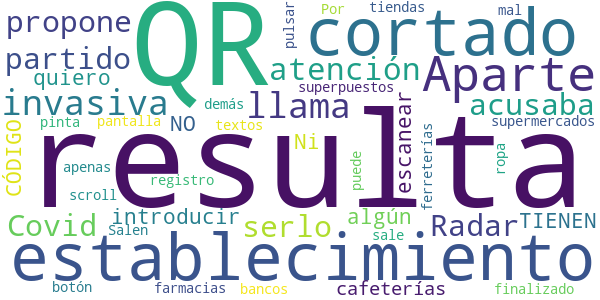 propone
QR
pulsar
Por
tiendas
mal
cortado
partido
atención
Aparte
quiero
superpuestos
invasiva
demás
llama
escanear
acusaba
CÓDIGO
pinta
pantalla
NO
textos
Ni
ferreterías
supermercados
resulta
apenas
registro
puede
ropa
scroll
Covid
introducir
salen
serlo
algún
sale
Radar
TIENEN
establecimiento
botón
farmacias
bancos
cafeterías
finalizado